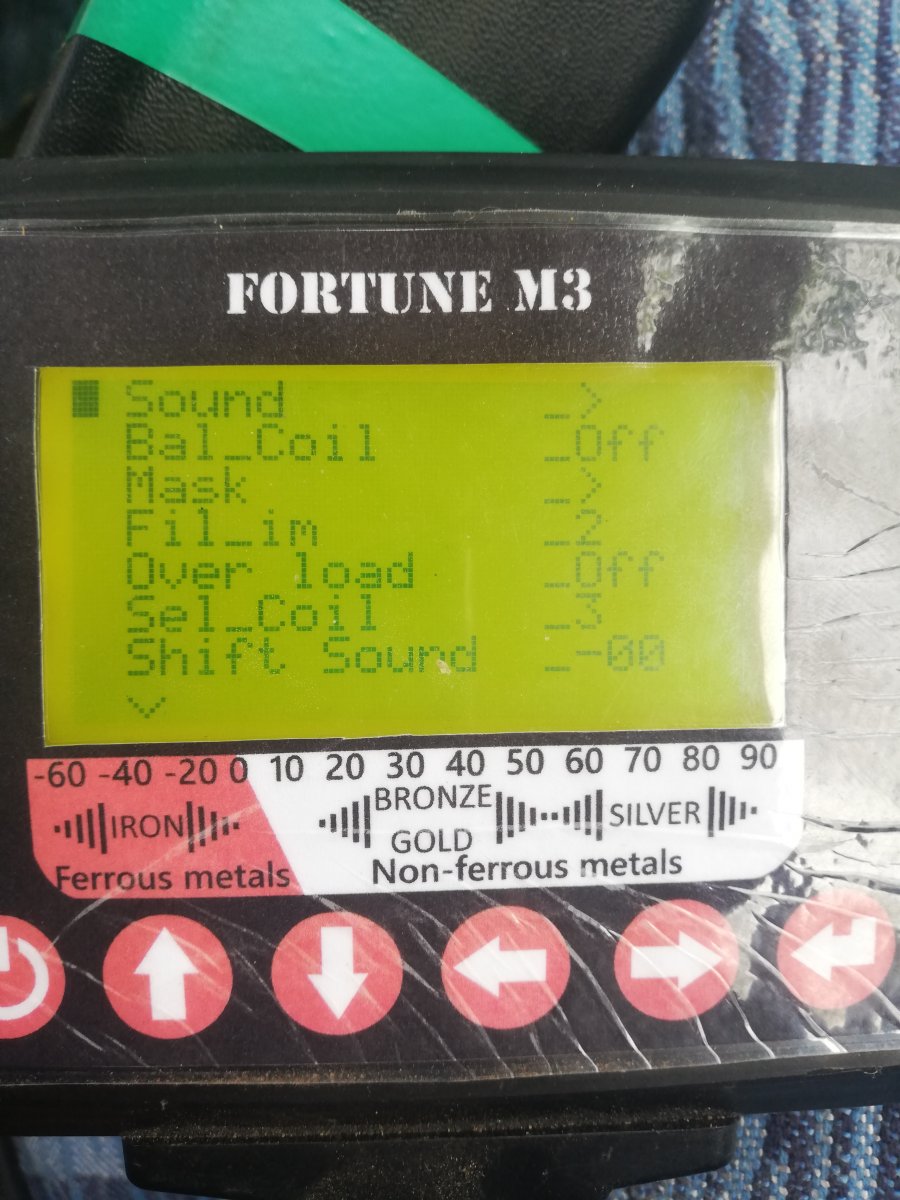 FORTUNE M3
Sound >
Bal_Coil Off
Mask >
Fil_im 2
Over load Off
Sel_Coil
Shift Sound -00
-60 -40 -20 0 10 20 30 40 50 60 70 80 90
IRON BRONZE SILVER
GOLD
Ferrous metals Non-ferrous metals